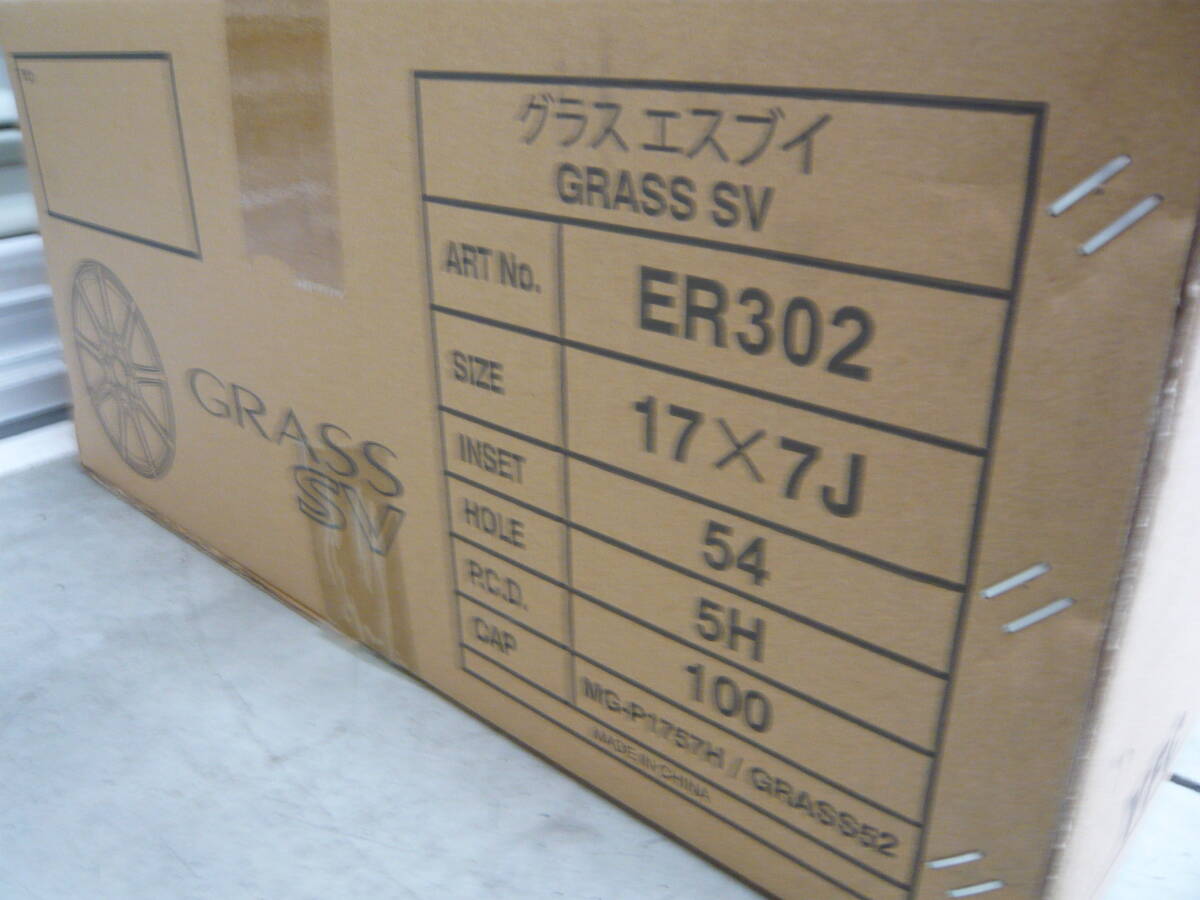 GRASS
SV
グラス エスブイ
GRASS SV
ART No. ER302
SIZE 17×7J
INSET 54
HOLE 5H
P.C.D. 100
CAP MG-P1757H / GRASS52
MADE IN CHINA